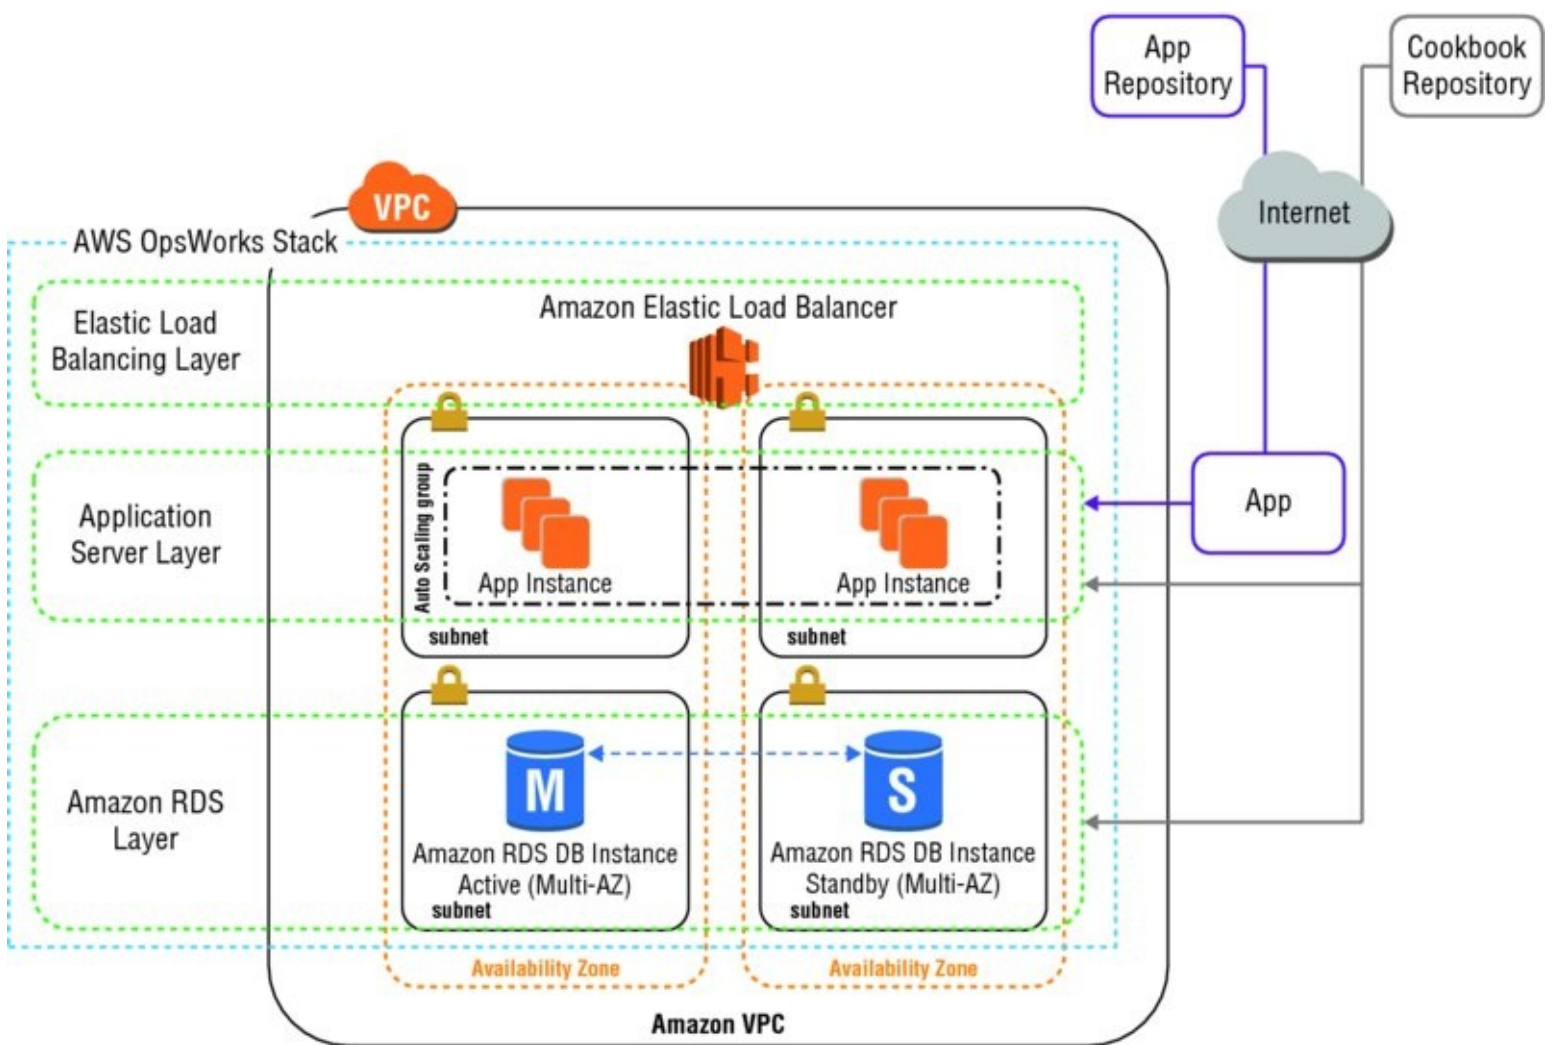 App
Repository
Cookbook
Repository
VPC
Internet
AWS OpsWorks Stack
Elastic Load
Balancing Layer
Amazon Elastic Load Balancer
Application
Server Layer
Auto Scaling group
App Instance
App Instance
App
subnet
subnet
Amazon RDS
Layer
M
S
Amazon RDS DB Instance
Active (Multi-AZ)
subnet
Amazon RDS DB Instance
Standby (Multi-AZ)
subnet
Availability Zone
Availability Zone
Amazon VPC